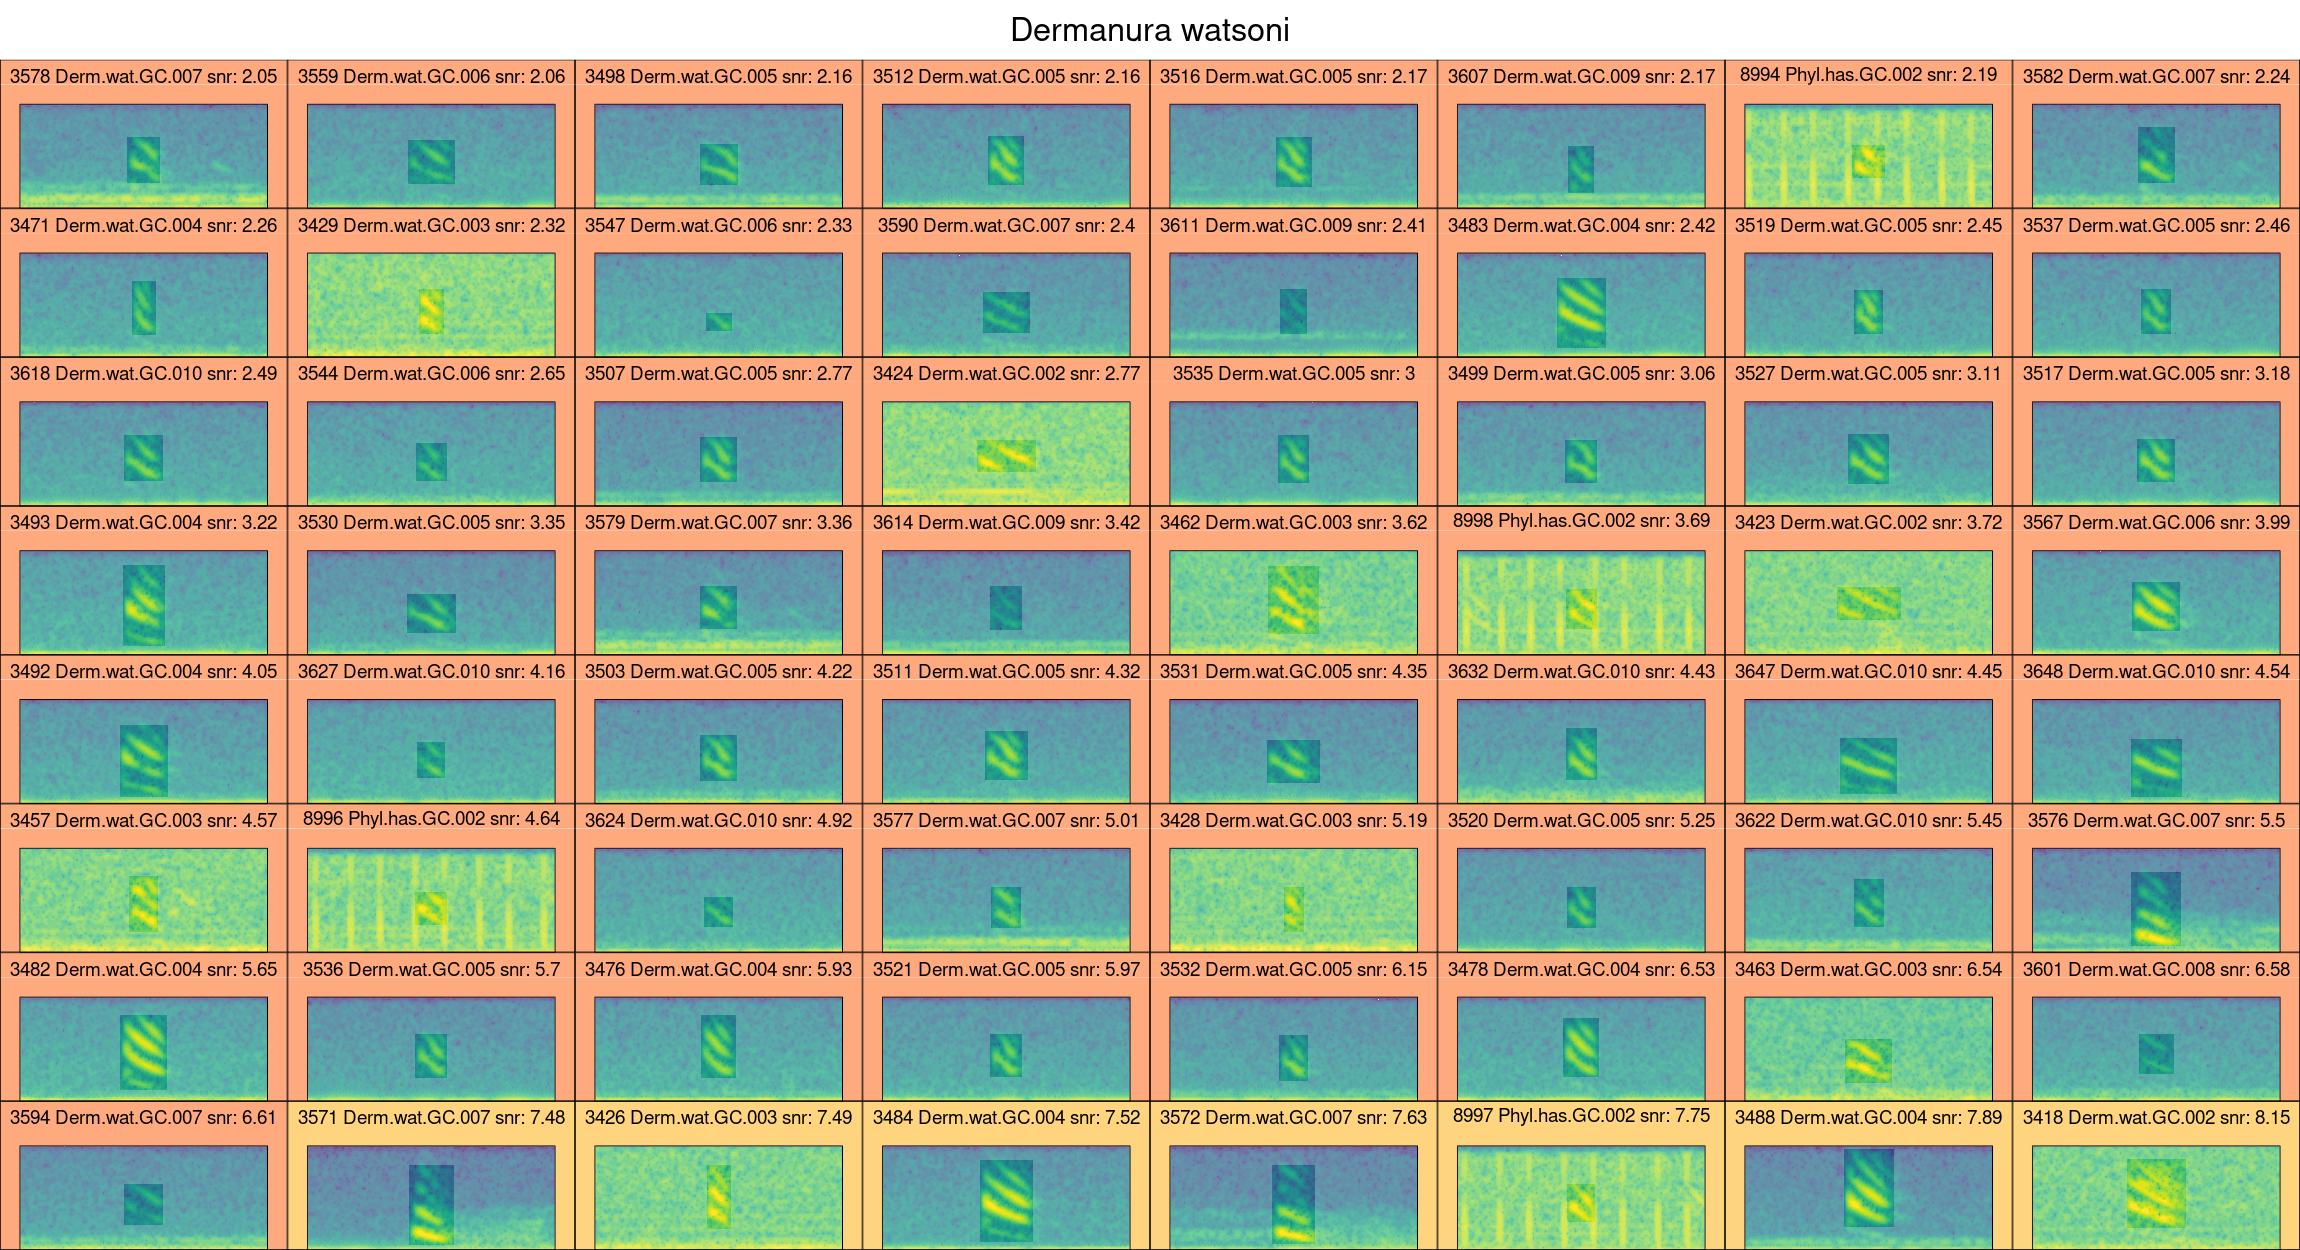 Dermanura watsoni
3578 Derm.wat.GC.007 snr: 2.05
3559 Derm.wat.GC.006 snr: 2.06
3498 Derm.wat.GC.005 snr: 2.16
3512 Derm.wat.GC.005 snr: 2.16
3516 Derm.wat.GC.005 snr: 2.17
3607 Derm.wat.GC.009 snr: 2.17
8994 Phyl.has.GC.002 snr: 2.19
3582 Derm.wat.GC.007 snr: 2.24
3471 Derm.wat.GC.004 snr: 2.26
3429 Derm.wat.GC.003 snr: 2.32
3547 Derm.wat.GC.006 snr: 2.33
3590 Derm.wat.GC.007 snr: 2.4
3611 Derm.wat.GC.009 snr: 2.41
3483 Derm.wat.GC.004 snr: 2.42
3519 Derm.wat.GC.005 snr: 2.45
3537 Derm.wat.GC.005 snr: 2.46
3618 Derm.wat.GC.010 snr: 2.49
3544 Derm.wat.GC.006 snr: 2.65
3507 Derm.wat.GC.005 snr: 2.77
3424 Derm.wat.GC.002 snr: 2.77
3535 Derm.wat.GC.005 snr: 3
3499 Derm.wat.GC.005 snr: 3.06
3527 Derm.wat.GC.005 snr: 3.11
3517 Derm.wat.GC.005 snr: 3.18
3493 Derm.wat.GC.004 snr: 3.22
3530 Derm.wat.GC.005 snr: 3.35
3579 Derm.wat.GC.007 snr: 3.36
3614 Derm.wat.GC.009 snr: 3.42
3462 Derm.wat.GC.003 snr: 3.62
8998 Phyl.has.GC.002 snr: 3.69
3423 Derm.wat.GC.002 snr: 3.72
3567 Derm.wat.GC.006 snr: 3.99
3492 Derm.wat.GC.004 snr: 4.05
3627 Derm.wat.GC.010 snr: 4.16
3503 Derm.wat.GC.005 snr: 4.22
3511 Derm.wat.GC.005 snr: 4.32
3531 Derm.wat.GC.005 snr: 4.35
3632 Derm.wat.GC.010 snr: 4.43
3647 Derm.wat.GC.010 snr: 4.45
3648 Derm.wat.GC.010 snr: 4.54
3457 Derm.wat.GC.003 snr: 4.57
8996 Phyl.has.GC.002 snr: 4.64
3624 Derm.wat.GC.010 snr: 4.92
3577 Derm.wat.GC.007 snr: 5.01
3428 Derm.wat.GC.003 snr: 5.19
3520 Derm.wat.GC.005 snr: 5.25
3622 Derm.wat.GC.010 snr: 5.45
3576 Derm.wat.GC.007 snr: 5.5
3482 Derm.wat.GC.004 snr: 5.65
3536 Derm.wat.GC.005 snr: 5.7
3476 Derm.wat.GC.004 snr: 5.93
3521 Derm.wat.GC.005 snr: 5.97
3532 Derm.wat.GC.005 snr: 6.15
3478 Derm.wat.GC.004 snr: 6.53
3463 Derm.wat.GC.003 snr: 6.54
3601 Derm.wat.GC.008 snr: 6.58
3594 Derm.wat.GC.007 snr: 6.61
3571 Derm.wat.GC.007 snr: 7.48
3426 Derm.wat.GC.003 snr: 7.49
3484 Derm.wat.GC.004 snr: 7.52
3572 Derm.wat.GC.007 snr: 7.63
8997 Phyl.has.GC.002 snr: 7.75
3488 Derm.wat.GC.004 snr: 7.89
3418 Derm.wat.GC.002 snr: 8.15